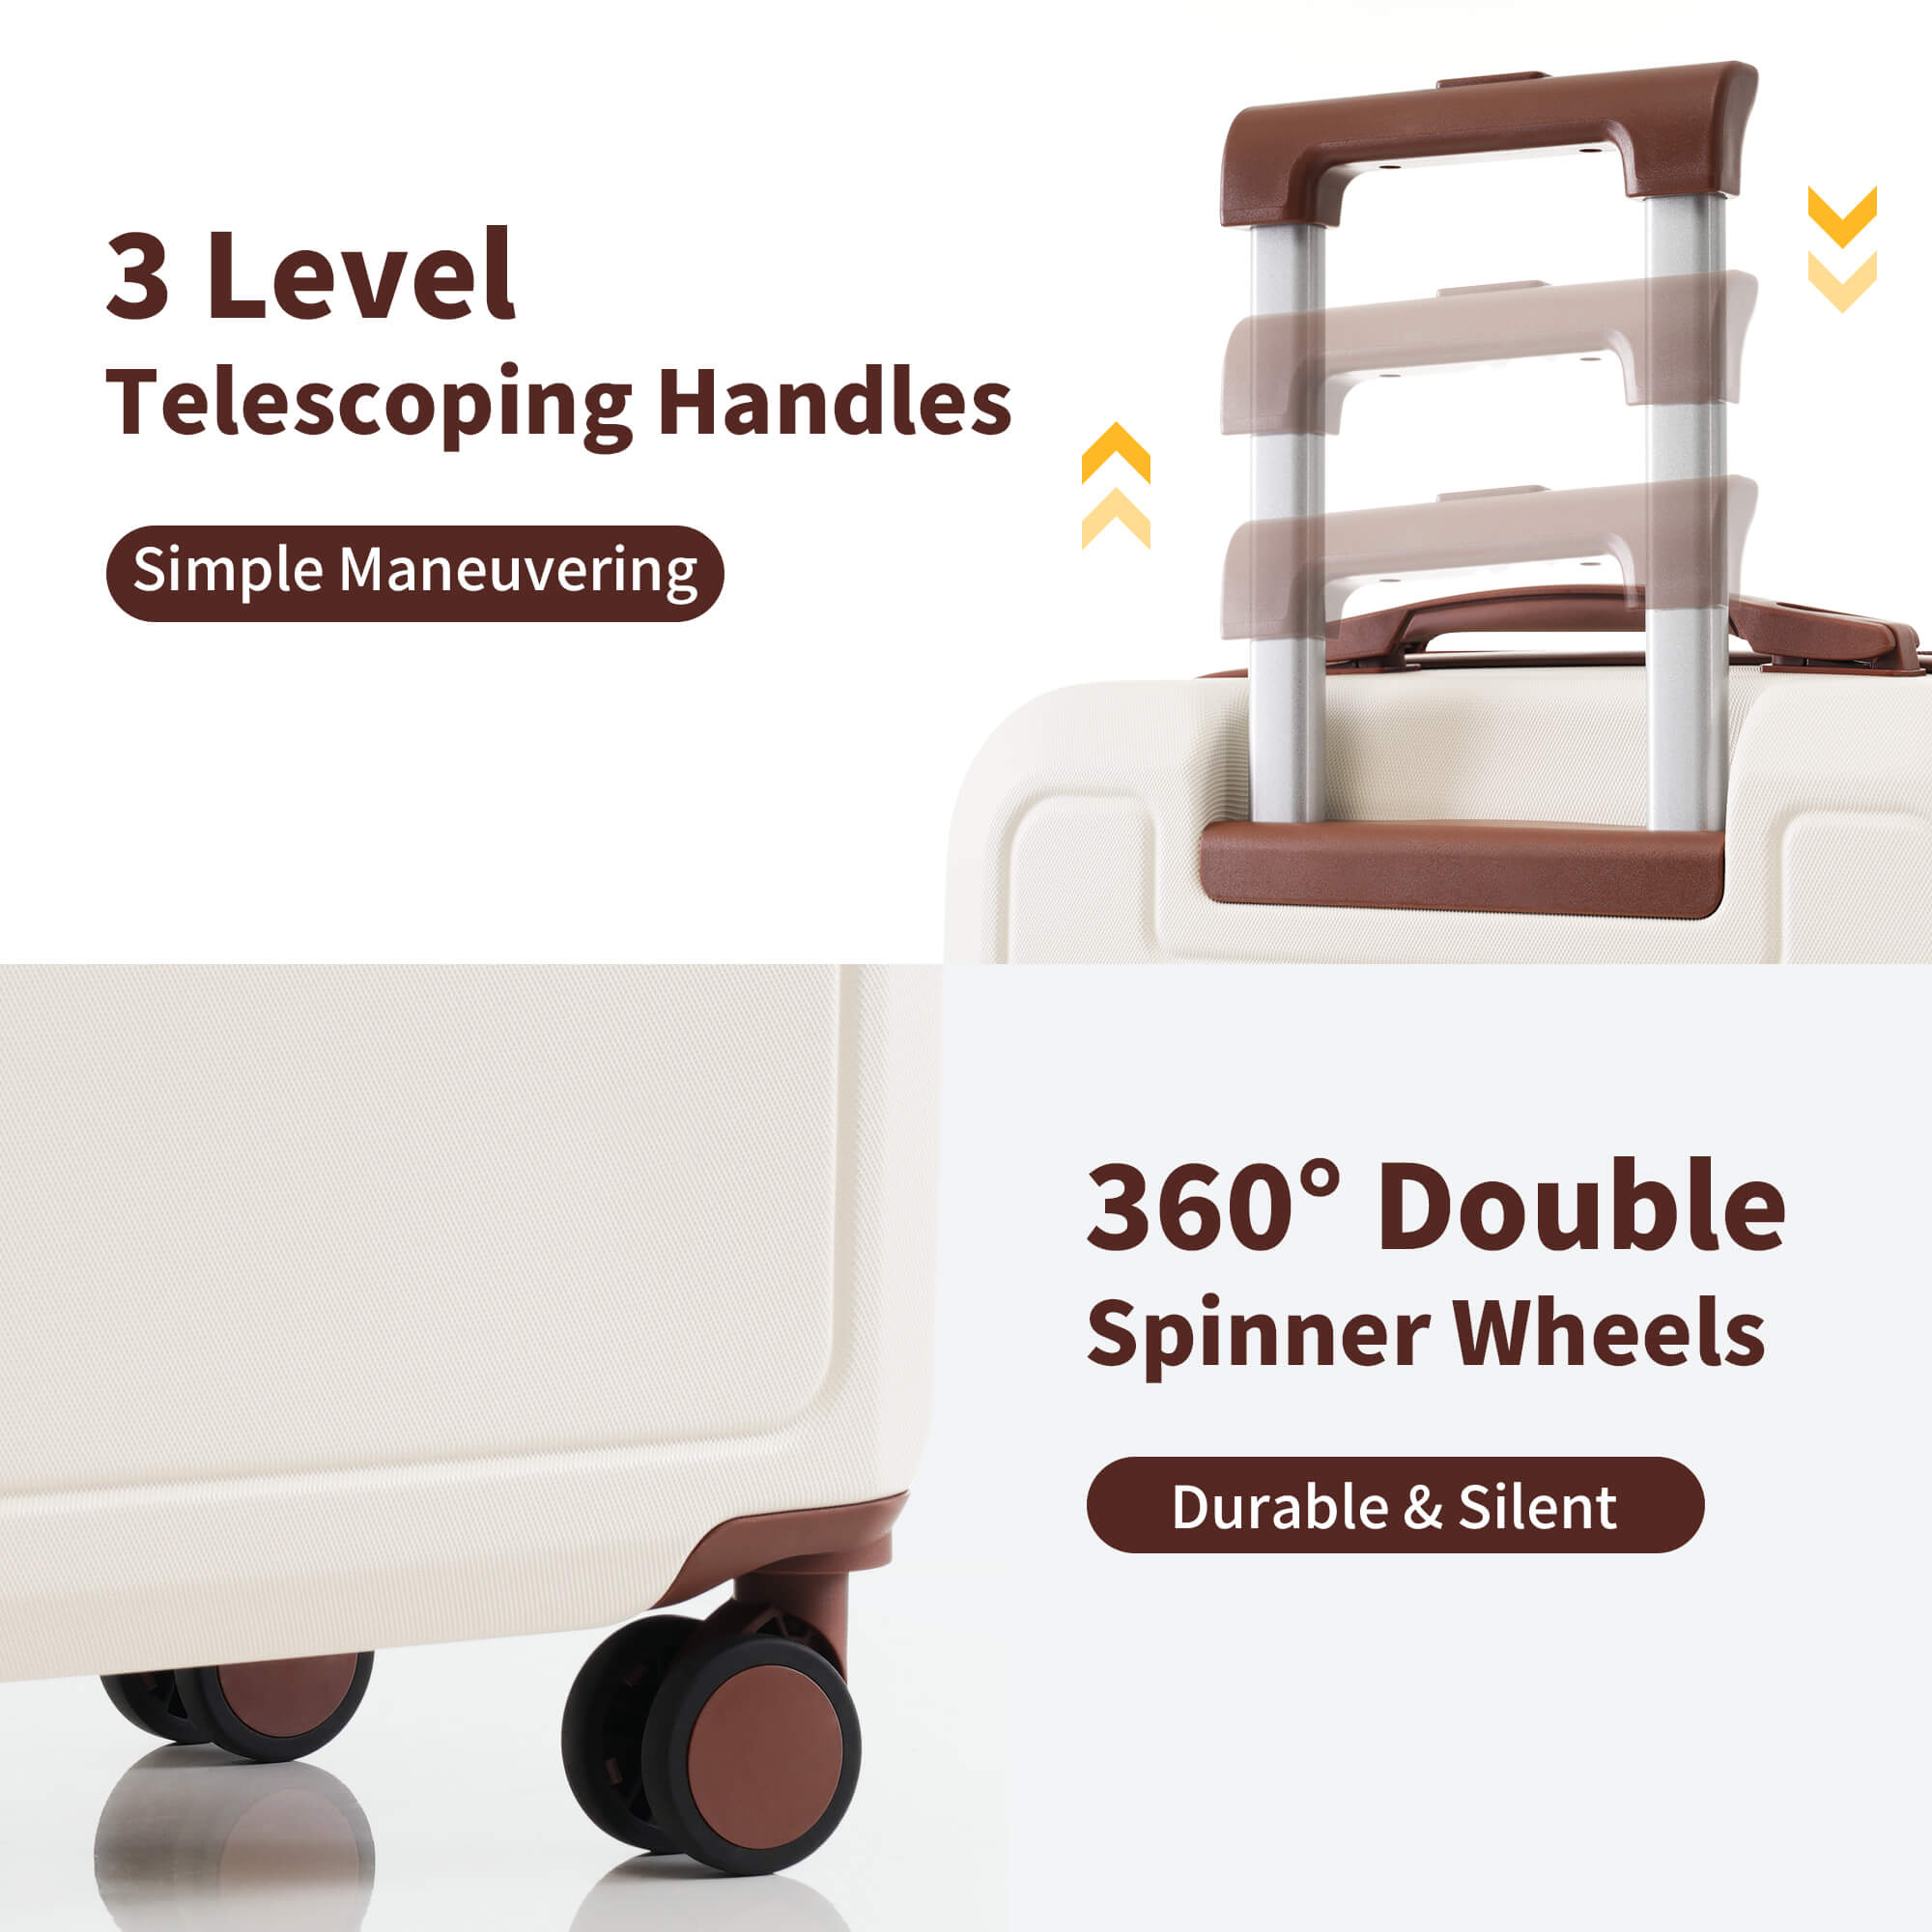 3 Level
Telescoping Handles
Simple Maneuvering
360° Double
Spinner Wheels
Durable & Silent